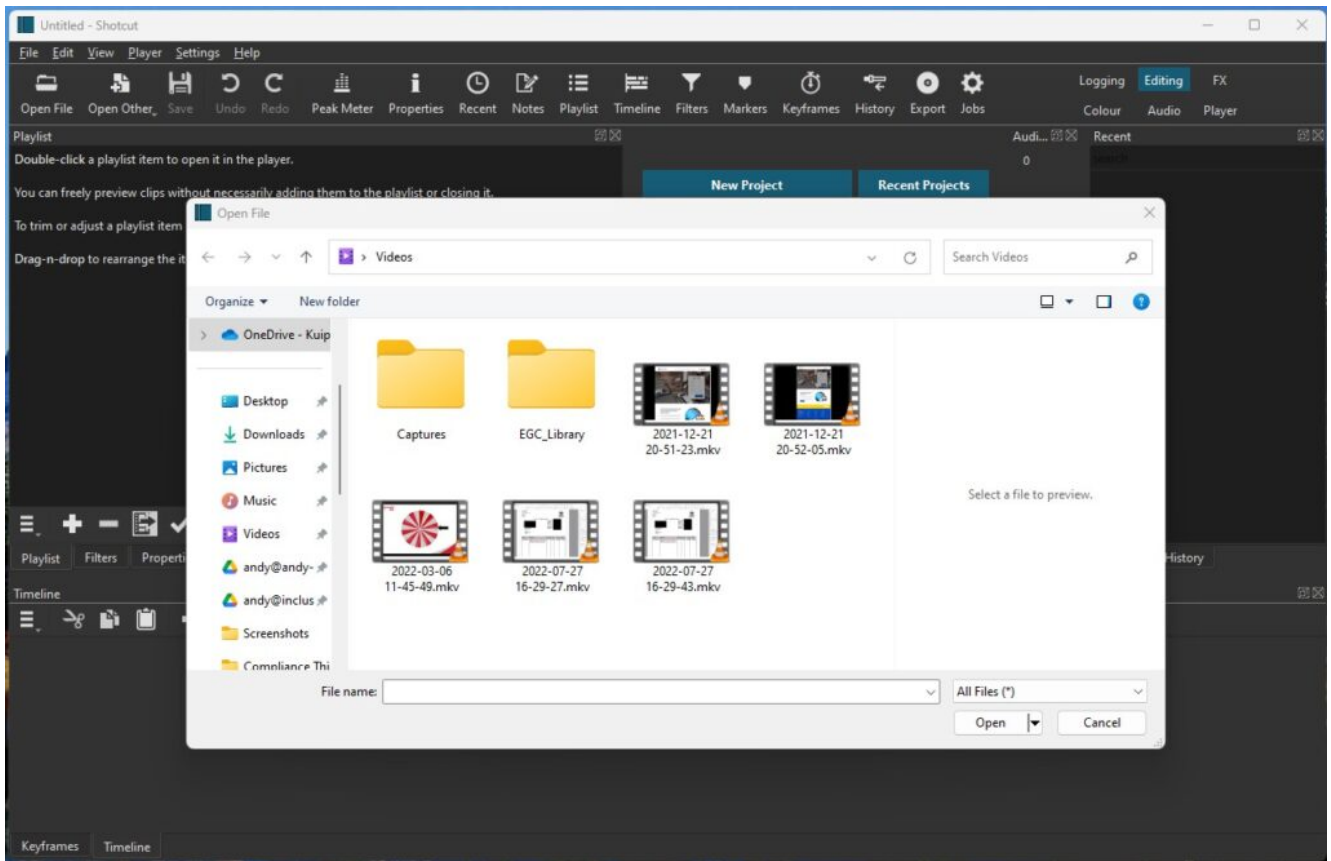 Untitled - Shotcut
File Edit View Player Settings Help
Open File Open Other Save Undo Redo Peak Meter Properties Recent Notes Playlist Timeline Filters Markers Keyframes History Export Jobs
Logging Editing FX
Colour Audio Player
Playlist
Audi...
Recent
Double-click a playlist item to open it in the player.
0
search
You can freely preview clips without necessarily adding them to the playlist or closing it.
New Project
Recent Projects
To trim or adjust a playlist item
Drag-n-drop to rearrange the it
Open File
Videos
Search Videos
Organize New folder
OneDrive - Kuip
Desktop
Downloads
Pictures
Music
Videos
andy@andy-
andy@inclus
Screenshots
Compliance Thi
Captures
EGC_Library
2021-12-21
20-51-23.mkv
2021-12-21
20-52-05.mkv
2022-03-06
11-45-49.mkv
2022-07-27
16-29-27.mkv
2022-07-27
16-29-43.mkv
Select a file to preview.
File name:
All Files (*)
Open
Cancel
Playlist Filters Properti
History
Timeline
Keyframes Timeline